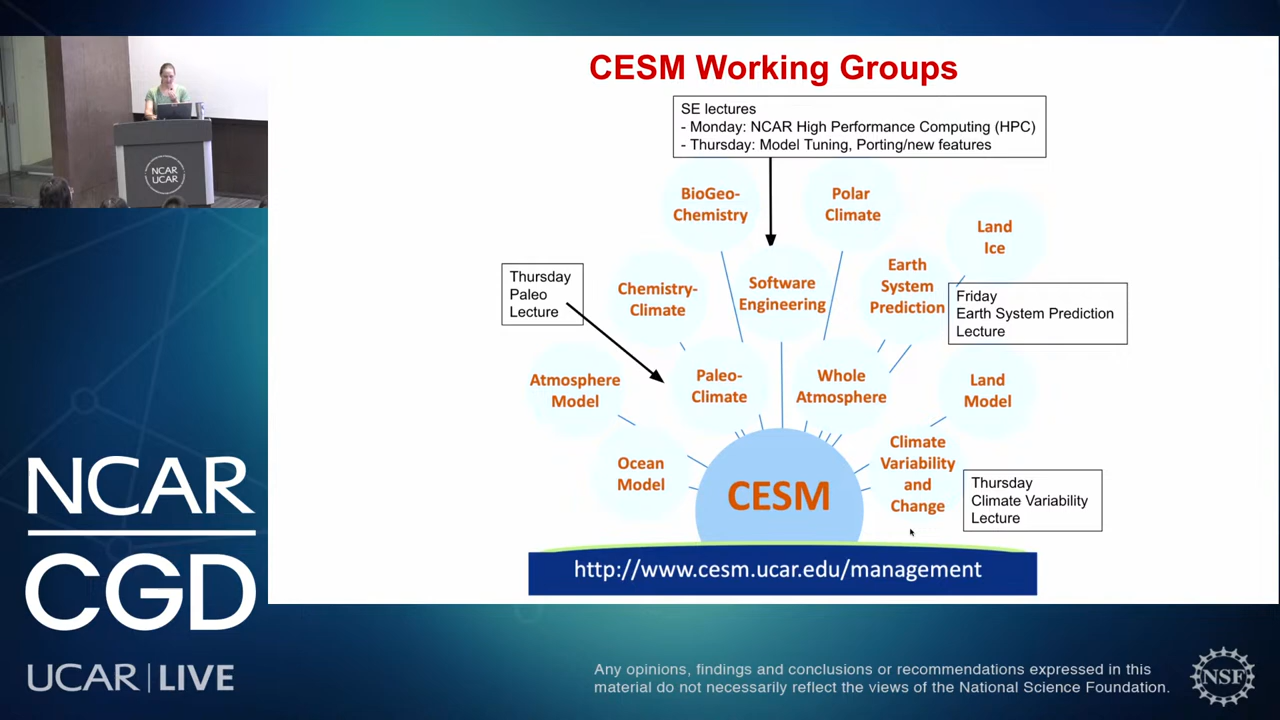 CESM Working Groups
SE lectures
- Monday: NCAR High Performance Computing (HPC)
- Thursday: Model Tuning, Porting/new features
BioGeo-
Chemistry
Polar
Climate
Land
Ice
Thursday
Paleo
Lecture
Chemistry-
Climate
Software
Engineering
Earth
System
Prediction
Friday
Earth System Prediction
Lecture
Atmosphere
Model
Paleo-
Climate
Whole
Atmosphere
Land
Model
Ocean
Model
CESM
Climate
Variability
and
Change
Thursday
Climate Variability
Lecture
http://www.cesm.ucar.edu/management
NCAR
UCAR
NCAR
CGD
UCAR | LIVE
Any opinions, findings and conclusions or recommendations expressed in this
material do not necessarily reflect the views of the National Science Foundation.
NSF